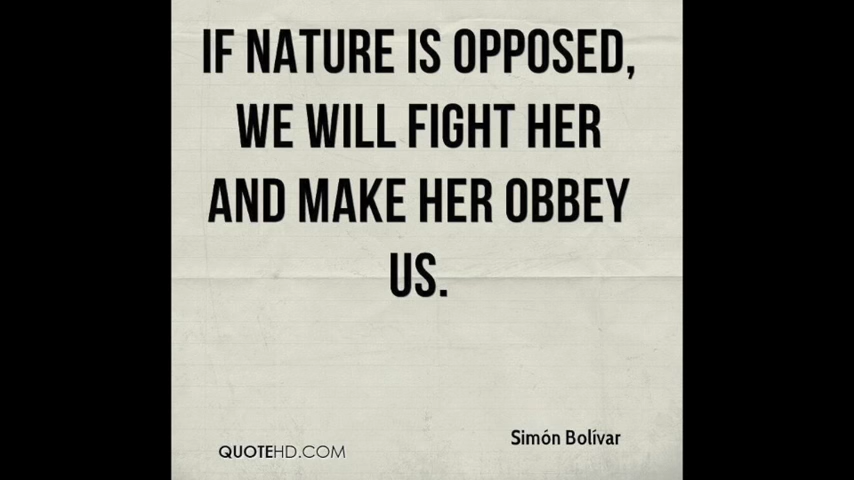 IF NATURE IS OPPOSED,
WE WILL FIGHT HER
AND MAKE HER OBBEY
US.
Simón Bolívar
QUOTEHD.COM